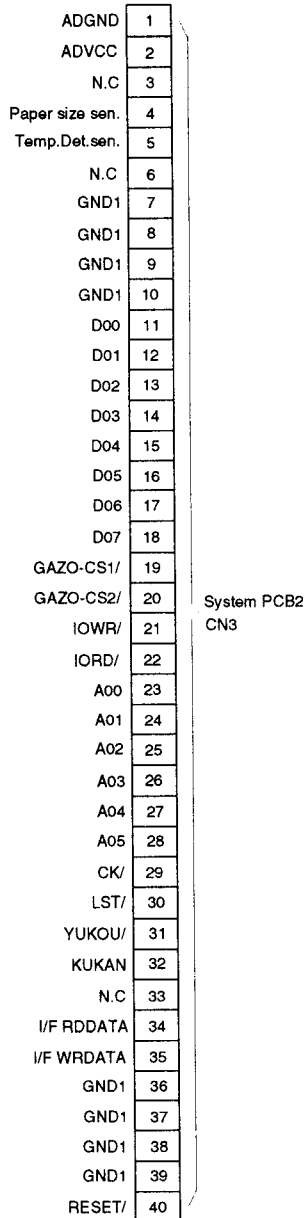 ADGND 1
ADVCC 2
N.C 3
Paper size sen. 4
Temp.Det.sen. 5
N.C 6
GND1 7
GND1 8
GND1 9
GND1 10
D00 11
D01 12
D02 13
D03 14
D04 15
D05 16
D06 17
D07 18
GAZO-CS1/ 19
GAZO-CS2/ 20
System PCB2
IOWR/ 21
CN3
IORD/ 22
A00 23
A01 24
A02 25
A03 26
A04 27
A05 28
CK/ 29
LST/ 30
YUKOU/ 31
KUKAN 32
N.C 33
I/F RDDATA 34
I/F WRDATA 35
GND1 36
GND1 37
GND1 38
GND1 39
RESET/ 40